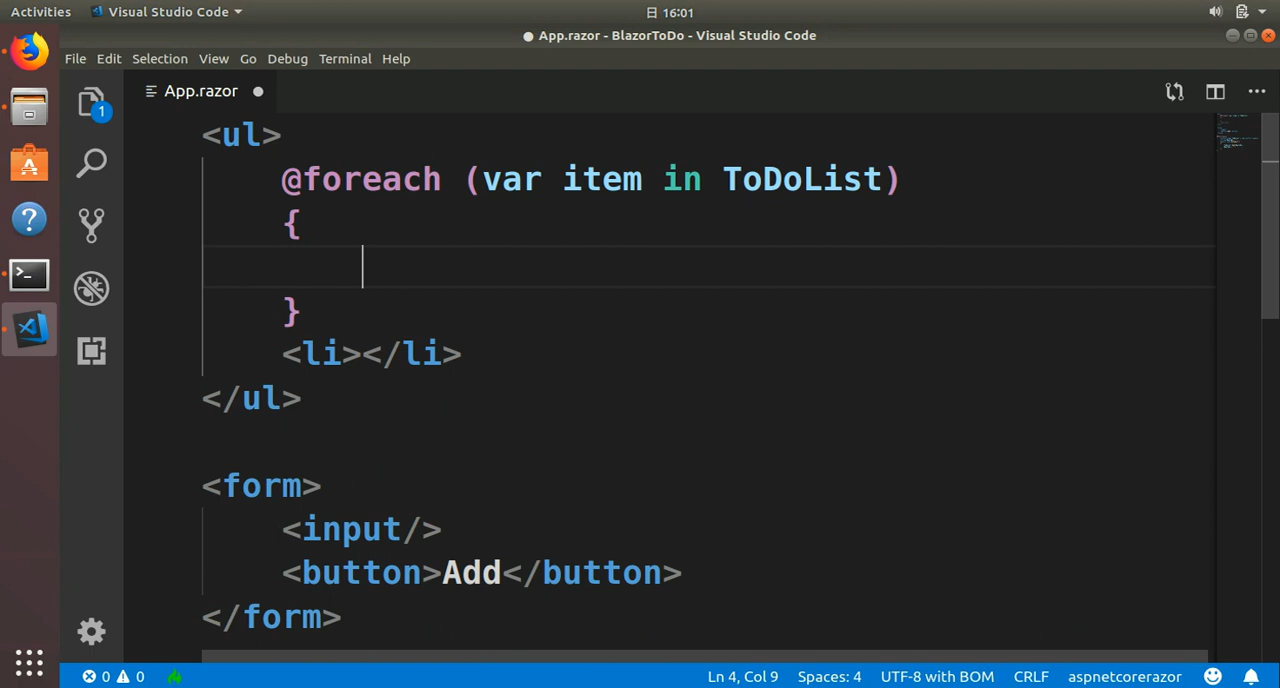 Activities Visual Studio Code 日 16:01
App.razor - BlazorToDo - Visual Studio Code
File Edit Selection View Go Debug Terminal Help
1 App.razor
<ul>
@foreach (var item in ToDoList)
{
}
<li></li>
</ul>
<form>
<input/>
<button>Add</button>
</form>
0 0 Ln 4, Col 9 Spaces: 4 UTF-8 with BOM CRLF aspnetcorerazor